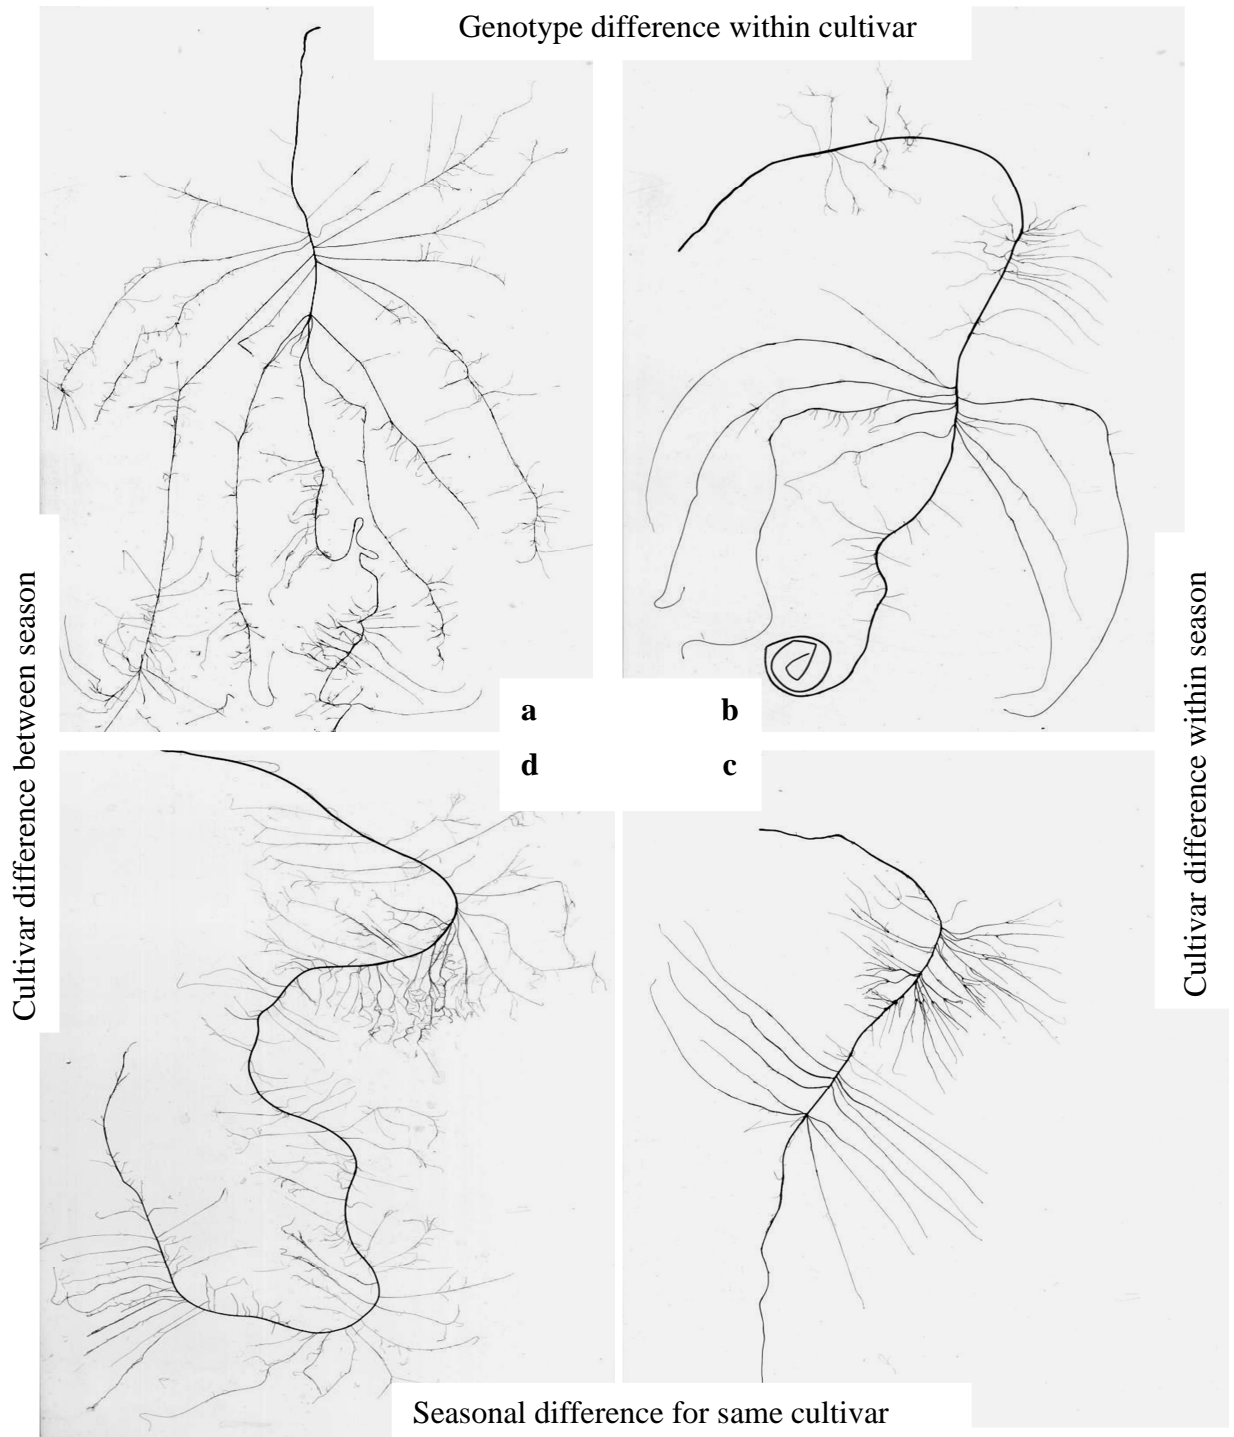 Genotype difference within cultivar
Cultivar difference between season
Cultivar difference within season
a
b
d
c
Seasonal difference for same cultivar